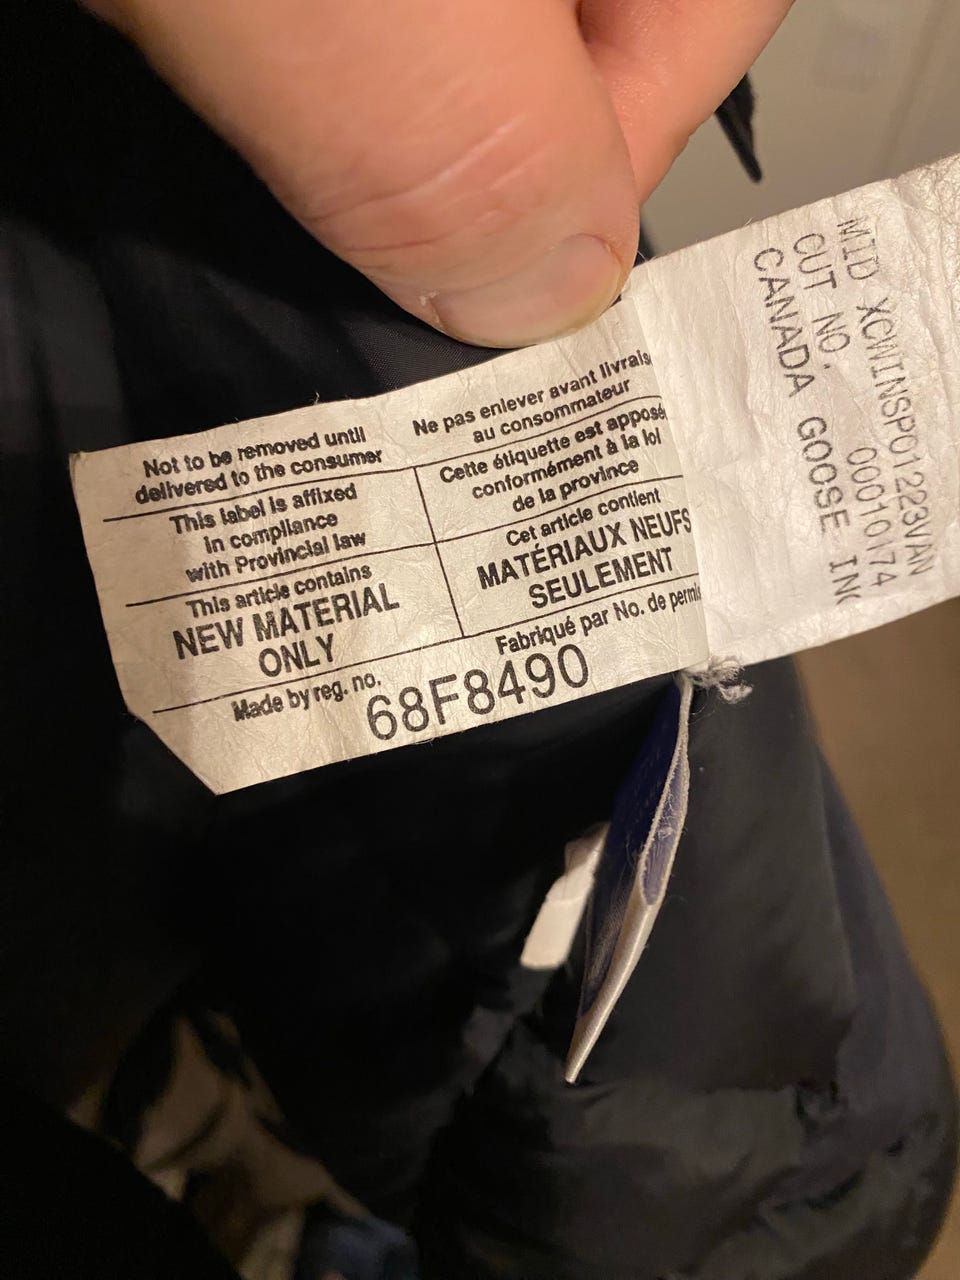 Not to be removed until
delivered to the consumer
This label is affixed
in compliance
with Provincial law
This article contains
NEW MATERIAL
ONLY
Made by reg. no.
Ne pas enlever avant livrais
au consommateur
Cette étiquette est apposé
conformément à la loi
de la province
Cet article contient
MATÉRIAUX NEUFS
SEULEMENT
Fabriqué par No. de permi
68F8490
MID XCWINSP01223VAN
CUT NO. 00010174
CANADA GOOSE INC